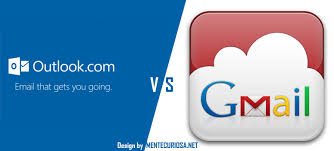 Outlook.com
Email that gets you going.
VS
Gmail
Design by MENTECURIOSA.NET